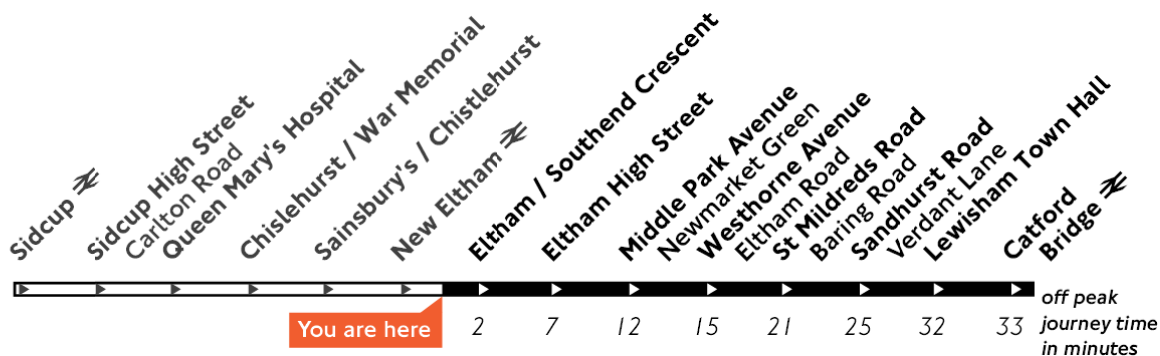 Sidcup
Sidcup High Street
Carlton Road
Queen Mary's Hospital
Chislehurst / War Memorial
Sainsbury's / Chistlehurst
New Eltham
Eltham / Southend Crescent
Eltham High Street
Middle Park Avenue
Newmarket Green
Westhorne Avenue
Eltham Road
St Mildreds Road
Baring Road
Sandhurst Road
Verdant Lane
Lewisham Town Hall
Catford
Bridge
You are here
2 7 12 15 21 25 32 33
off peak
journey time
in minutes